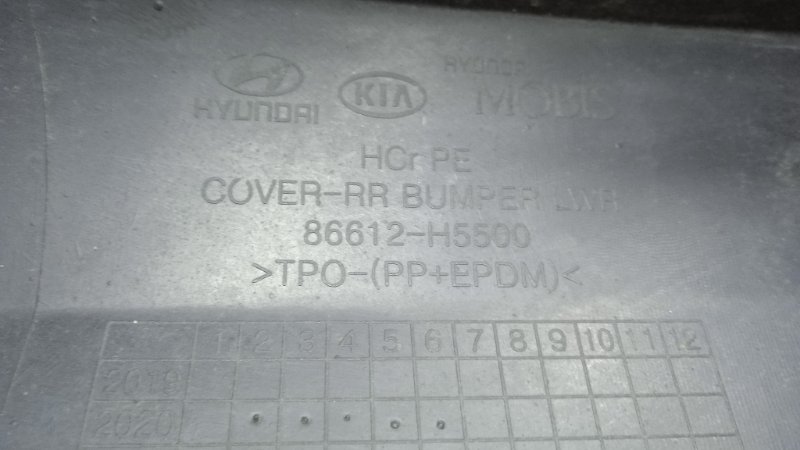 HYUNDAI KIA HYUNDAI MOBIS
HCr PE
COVER-RR BUMPER LWR
86612-H5500
>TPO-(PP+EPDM)<
1 2 3 4 5 6 7 8 9 10 11 12
2019
2020